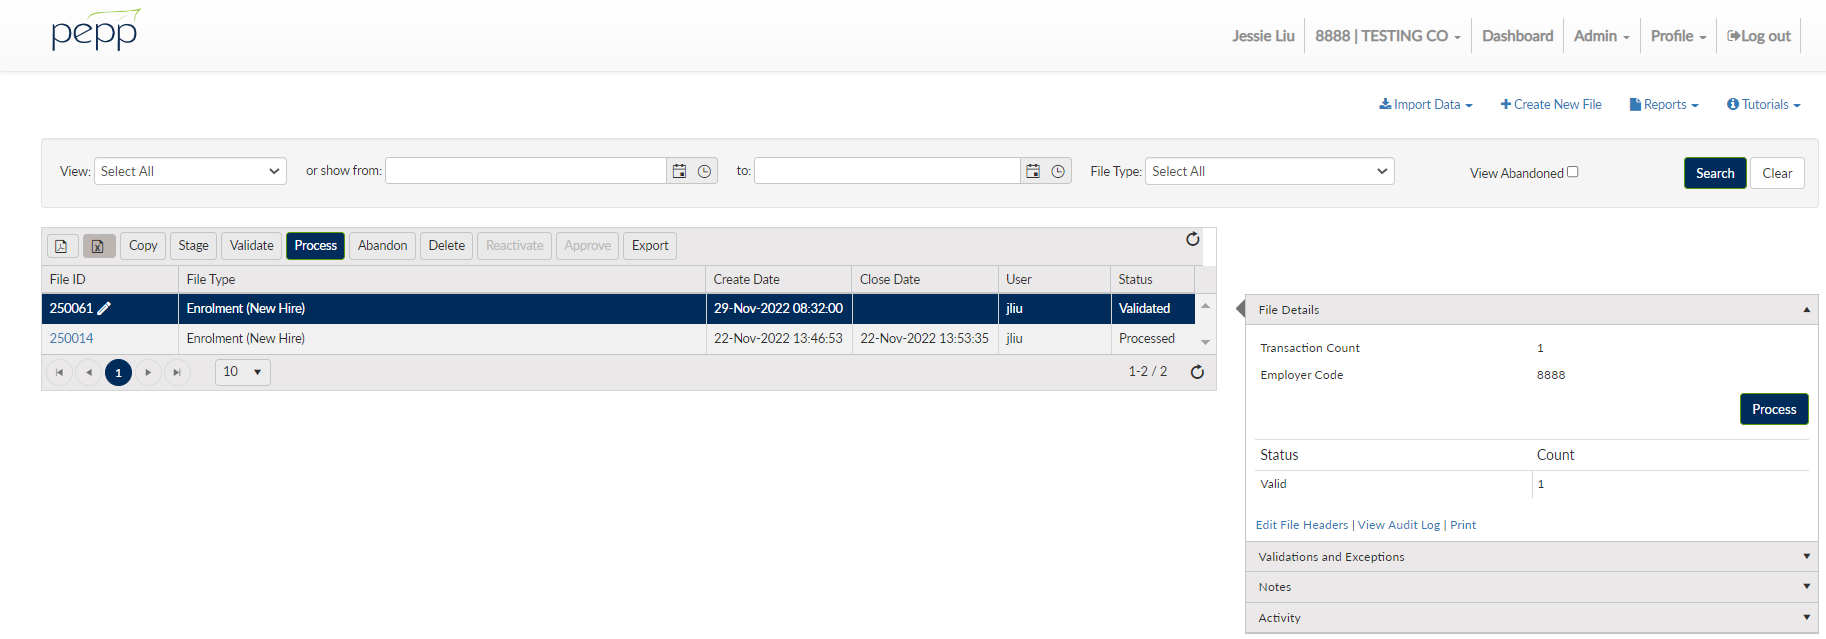 pepp
Jessie Liu 8888 | TESTING CO Dashboard Admin Profile Log out
Import Data Create New File Reports Tutorials
View: Select All or show from: to: File Type: Select All View Abandoned Search Clear
Copy Stage Validate Process Abandon Delete Reactivate Approve Export
File ID File Type Create Date Close Date User Status
250061 Enrolment (New Hire) 29-Nov-2022 08:32:00 jliu Validated
250014 Enrolment (New Hire) 22-Nov-2022 13:46:53 22-Nov-2022 13:53:35 jliu Processed
1 10 1-2 / 2
File Details
Transaction Count 1
Employer Code 8888
Process
Status Count
Valid 1
Edit File Headers | View Audit Log | Print
Validations and Exceptions
Notes
Activity